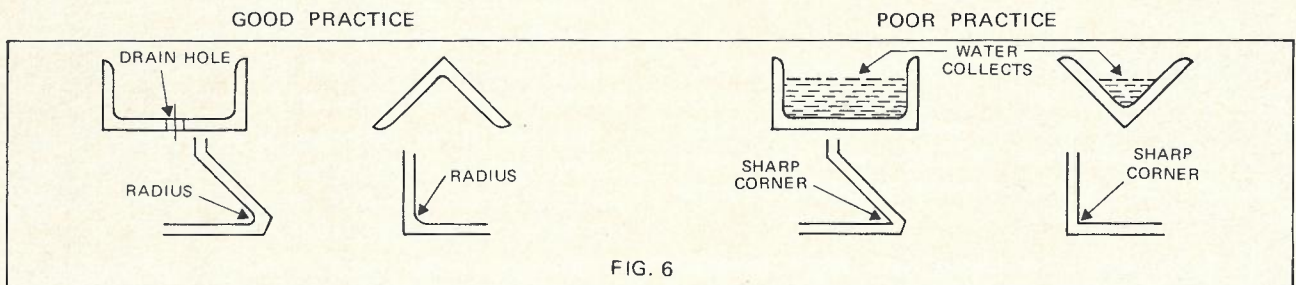 GOOD PRACTICE
POOR PRACTICE
DRAIN HOLE
RADIUS
RADIUS
WATER
COLLECTS
SHARP
CORNER
SHARP
CORNER
FIG. 6